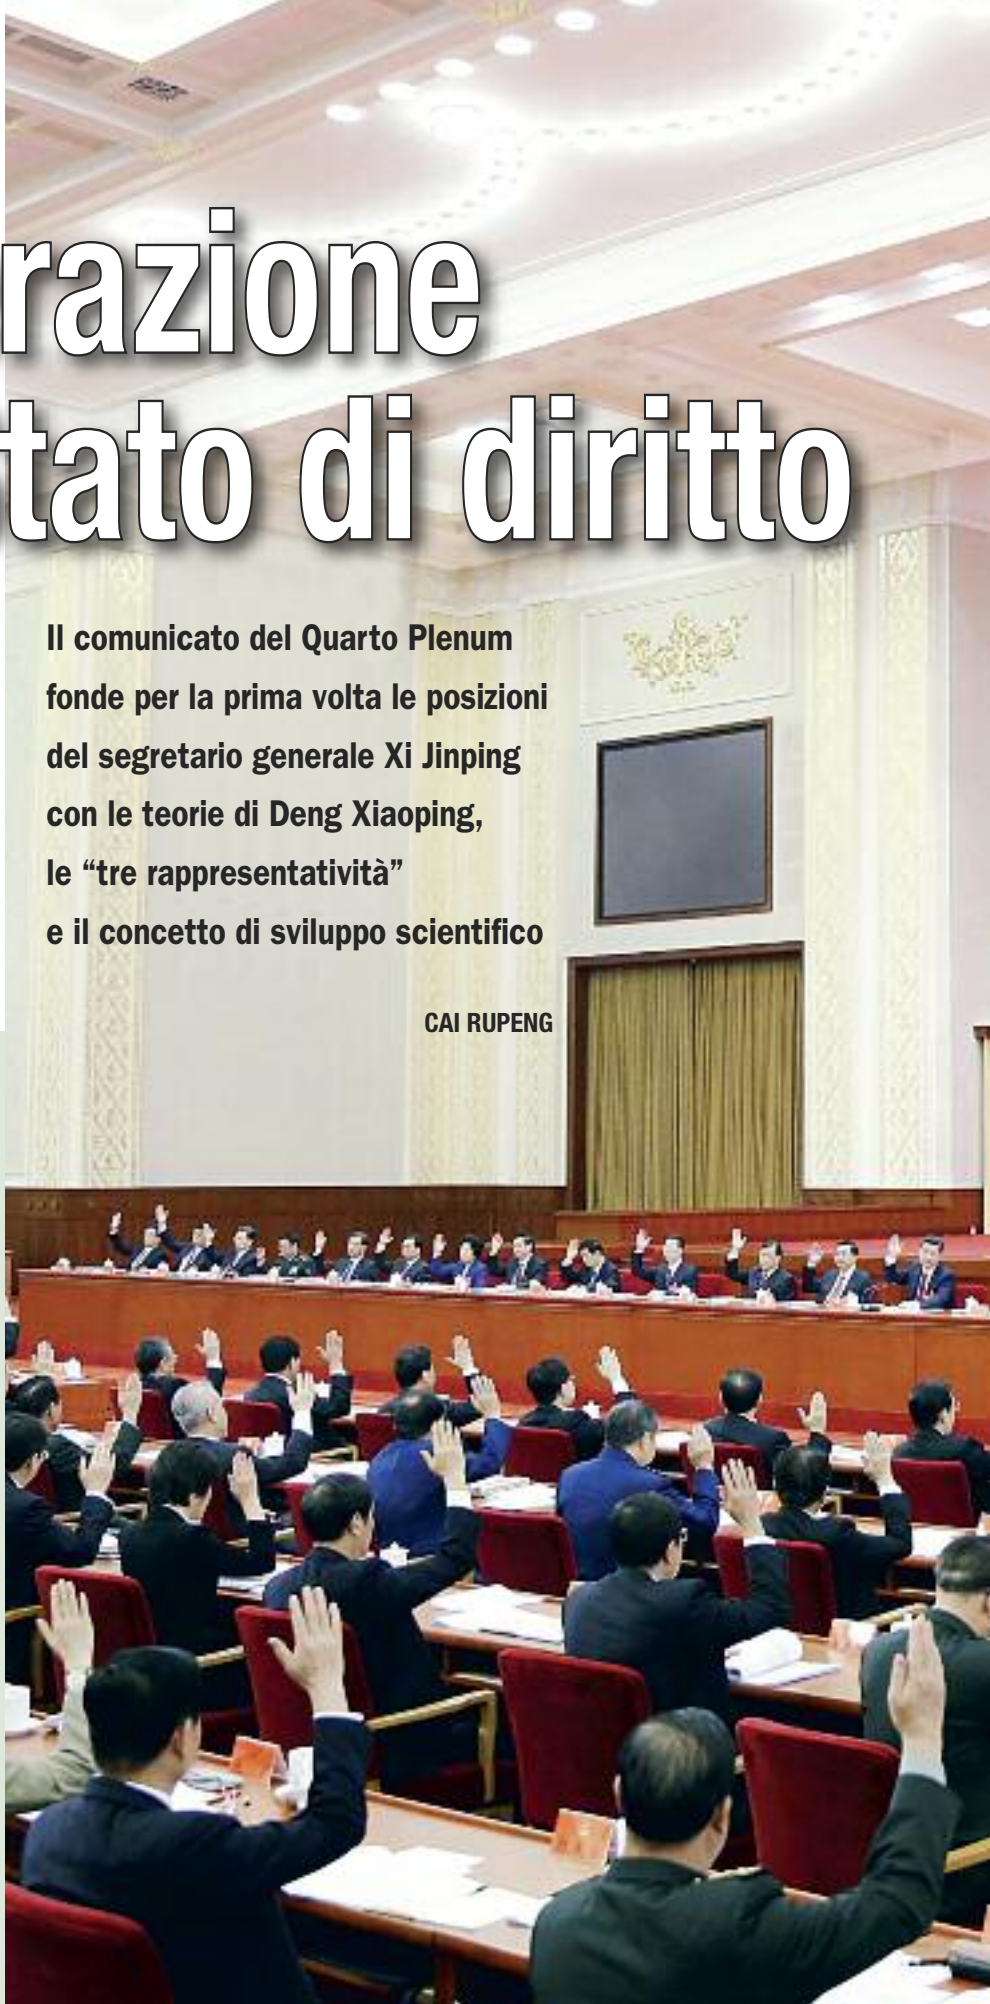 razione
tato di diritto
Il comunicato del Quarto Plenum
fonde per la prima volta le posizioni
del segretario generale Xi Jinping
con le teorie di Deng Xiaoping,
le “tre rappresentatività”
e il concetto di sviluppo scientifico
CAI RUPENG